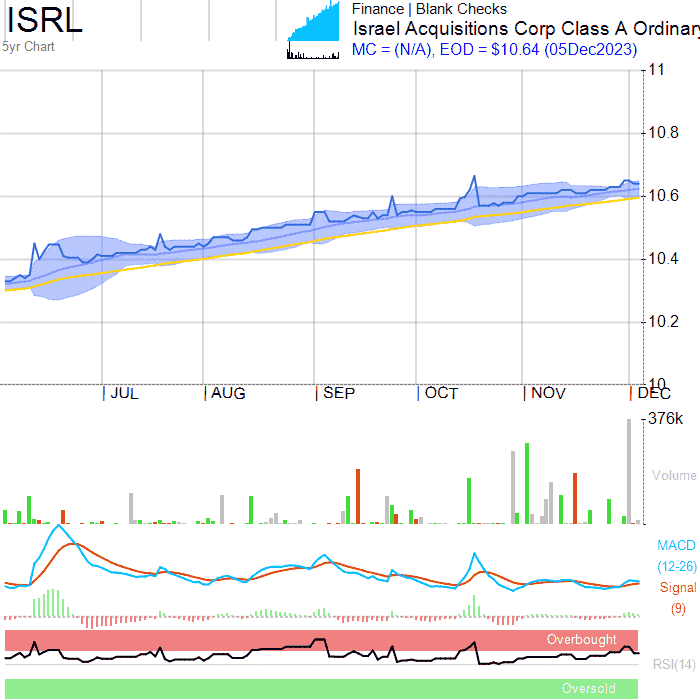 ISRL
5yr Chart
Finance | Blank Checks
Israel Acquisitions Corp Class A Ordinary
MC = (N/A), EOD = $10.64 (05Dec2023)
11
10.8
10.6
10.4
10.2
10
JUL
AUG
SEP
OCT
NOV
DEC
376k
Volume
MACD
(12-26)
Signal
(9)
Overbought
RSI(14)
Oversold